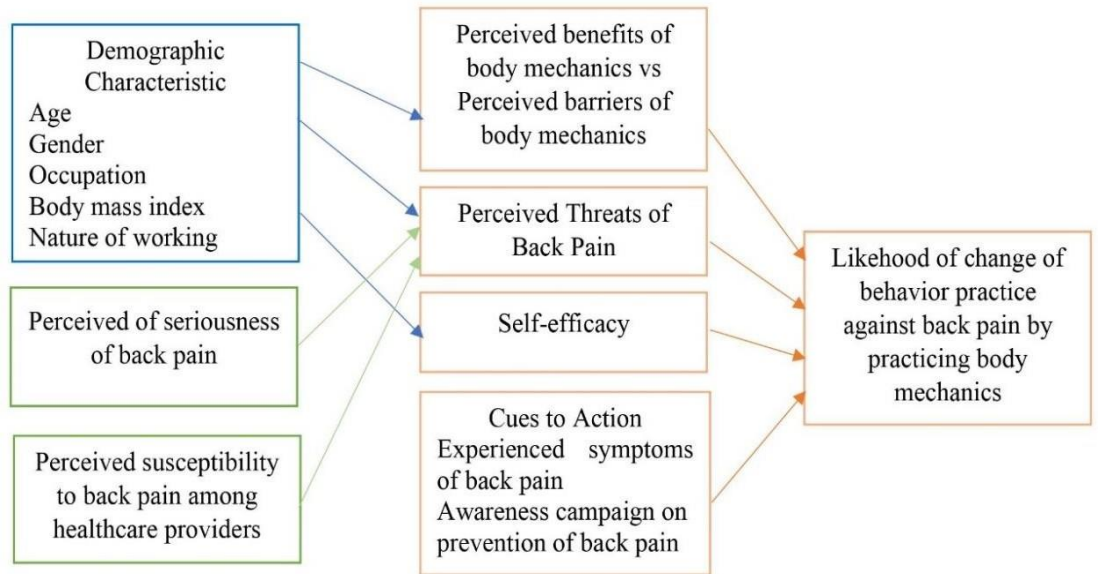 Demographic
Characteristic
Age
Gender
Occupation
Body mass index
Nature of working
Perceived of seriousness
of back pain
Perceived susceptibility
to back pain among
healthcare providers
Perceived benefits of
body mechanics vs
Perceived barriers of
body mechanics
Perceived Threats of
Back Pain
Self-efficacy
Cues to Action
Experienced symptoms
of back pain
Awareness campaign on
prevention of back pain
Likehood of change of
behavior practice
against back pain by
practicing body
mechanics